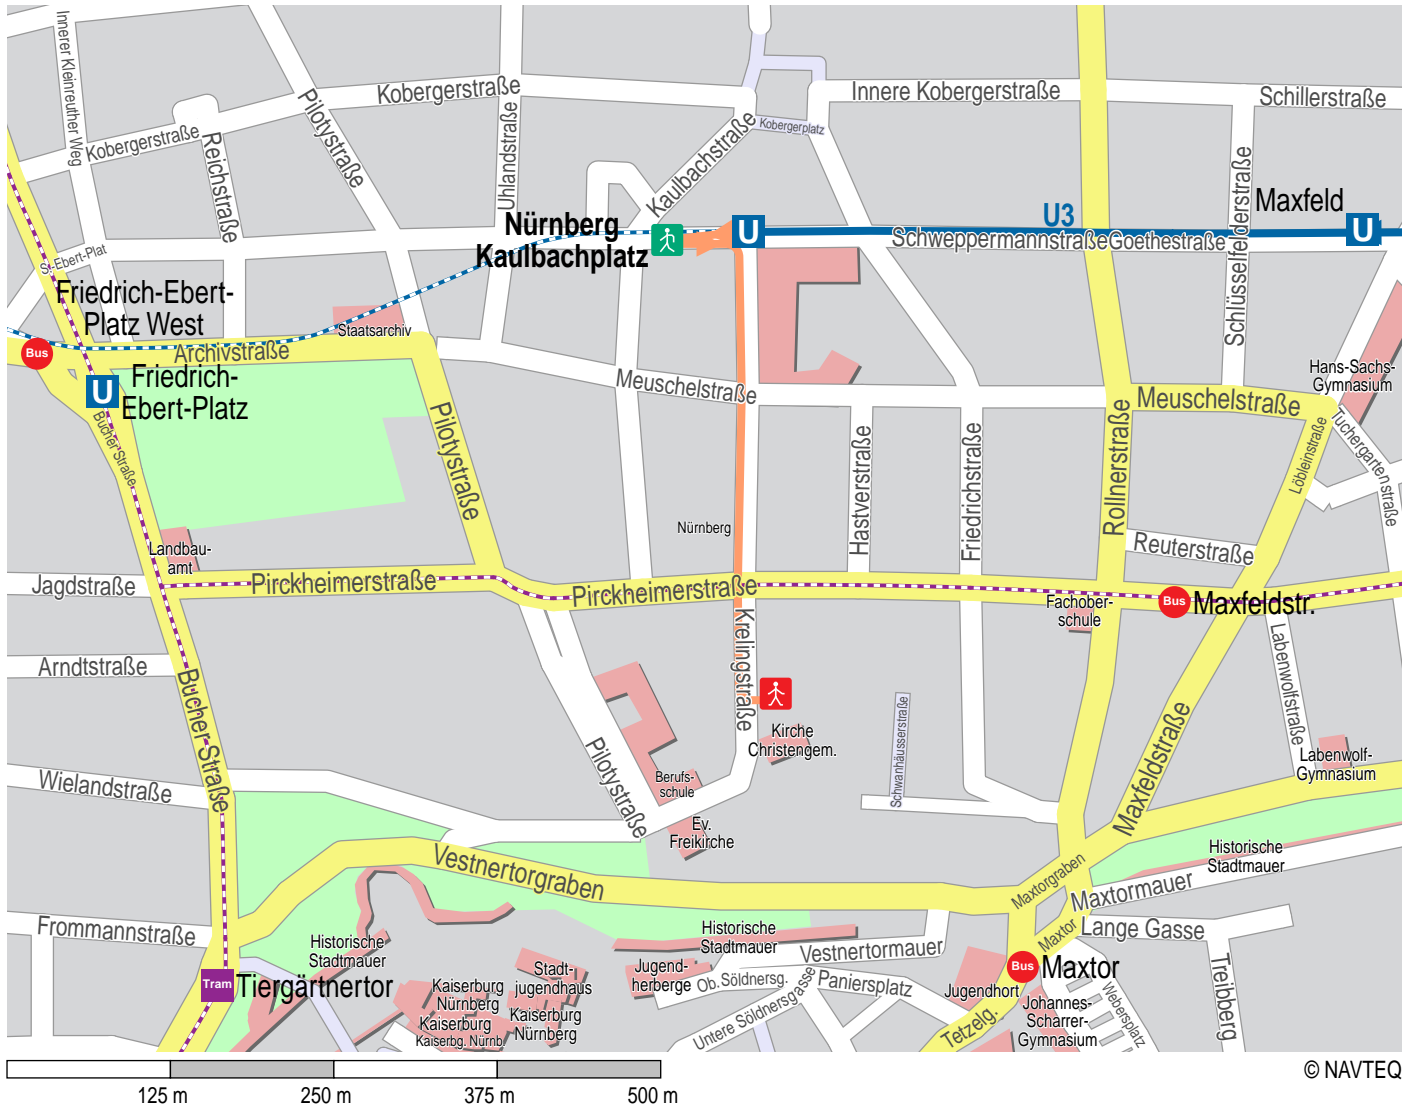 Innerer Kleinreuther Weg
Kobergerstraße
Kobergerstraße
Reichstraße
Pilotystraße
Uhlandstraße
Kaulbachstraße
Kobergerplatz
Innere Kobergerstraße
Schillerstraße
Schlüsselfelderstraße
Maxfeld
U
U3
SchweppermannstraßeGoethestraße
U
Nürnberg
Kaulbachplatz
S.-Ebert-Plat
Friedrich-Ebert-
Platz West
Bus
Archivstraße
Staatsarchiv
U
Friedrich-
Ebert-Platz
Bucher Straße
Pilotystraße
Meuschelstraße
Meuschelstraße
Hans-Sachs-
Gymnasium
Tuchergartenstraße
Löbleinstraße
Rollnerstraße
Hastverstraße
Friedrichstraße
Nürnberg
Reuterstraße
Landbau-
amt
Jagdstraße
Pirckheimerstraße
Pirckheimerstraße
Krelingstraße
Fachober-
schule
Bus
Maxfeldstr.
Labenwolfstraße
Arndtstraße
Bucher Straße
Pilotystraße
Kirche
Christengem.
Schwanhäusserstraße
Maxfeldstraße
Labenwolf-
Gymnasium
Wielandstraße
Berufs-
schule
Ev.
Freikirche
Vestnertorgraben
Historische
Stadtmauer
Maxtorgraben
Maxtormauer
Maxtor
Lange Gasse
Frommannstraße
Historische
Stadtmauer
Historische
Stadtmauer
Vestnertormauer
Tram
Tiergärtnertor
Kaiserburg
Nürnberg
Kaiserburg
Kaiserbg. Nürnb.
Stadt-
jugendhaus
Kaiserburg
Nürnberg
Jugend-
herberge
Ob. Söldnersg.
Untere Söldnersgasse
Paniersplatz
Jugendhort
Bus
Maxtor
Tetzelg.
Johannes-
Scharrer-
Gymnasium
Webersplatz
Treibberg
© NAVTEQ
125 m
250 m
375 m
500 m